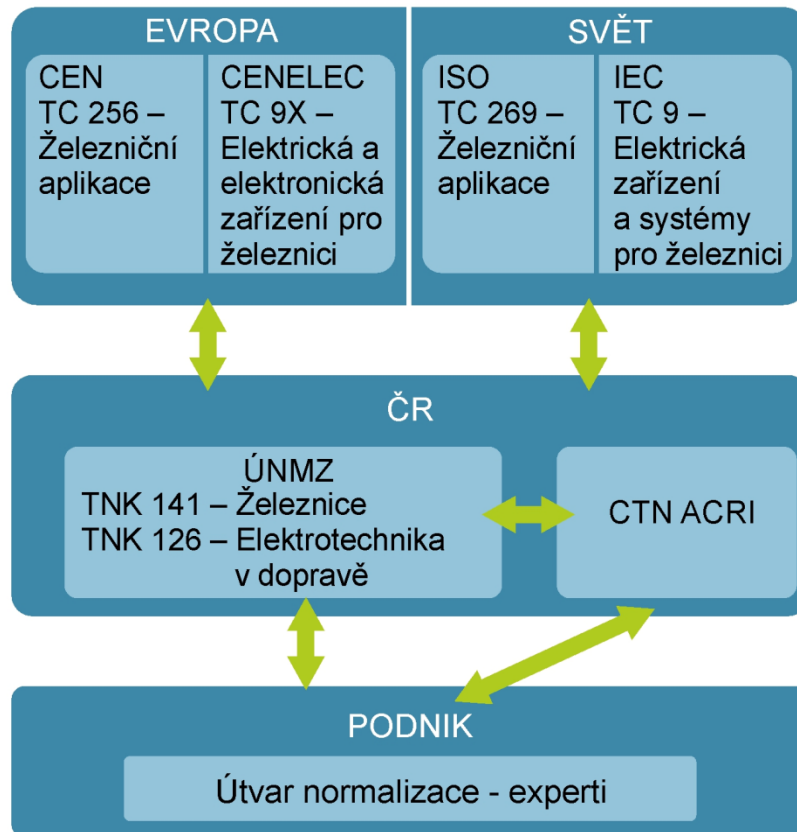 EVROPA
CEN
TC 256 –
Železniční
aplikace
CENELEC
TC 9X –
Elektrická a
elektronická
zařízení pro
železnici
SVĚT
ISO
TC 269 –
Železniční
aplikace
IEC
TC 9 –
Elektrická
zařízení
a systémy
pro železnici
ČR
ÚNMZ
TNK 141 – Železnice
TNK 126 – Elektrotechnika
v dopravě
CTN ACRI
PODNIK
Útvar normalizace - experti